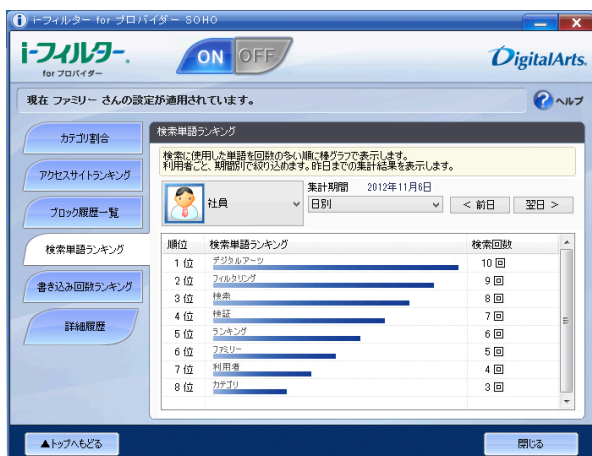 i-フィルター for プロバイダー SOHO
i-フィルター.
for プロバイダー
ON OFF
DigitalArts.
現在 ファミリー さんの設定が適用されています。
? ヘルプ
カテゴリ割合
アクセスサイトランキング
ブロック履歴一覧
検索単語ランキング
書き込み回数ランキング
詳細履歴
検索単語ランキング
検索に使用した単語を回数の多い順に棒グラフで表示します。
利用者ごと、期間別で絞り込めます。昨日までの集計結果を表示します。
社員
集計期間 2012年11月6日
日別
< 前日 翌日 >
順位 検索単語ランキング 検索回数
1 位 デジタルアーツ 10 回
2 位 フィルタリング 9 回
3 位 検索 8 回
4 位 検証 7 回
5 位 ランキング 6 回
6 位 ファミリー 5 回
7 位 利用者 4 回
8 位 カテゴリ 3 回
▲トップへもどる
閉じる